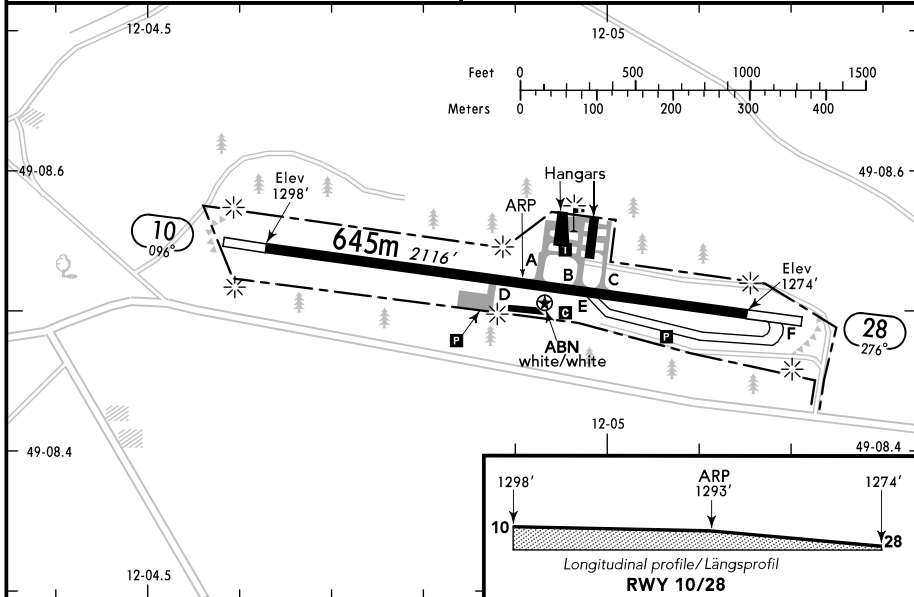 12-04.5
12-05
Feet 0 500 1000 1500
Meters 0 100 200 300 400
49-08.6
49-08.6
Elev
1298'
Hangars
ARP
10
096°
645m 2116'
T
A
B
C
Elev
1274'
D
E
C
F
P
ABN
white/white
F
28
276°
12-05
49-08.4
49-08.4
1298'
ARP
1293'
1274'
10
28
Longitudinal profile/Längsprofil
RWY 10/28
12-04.5